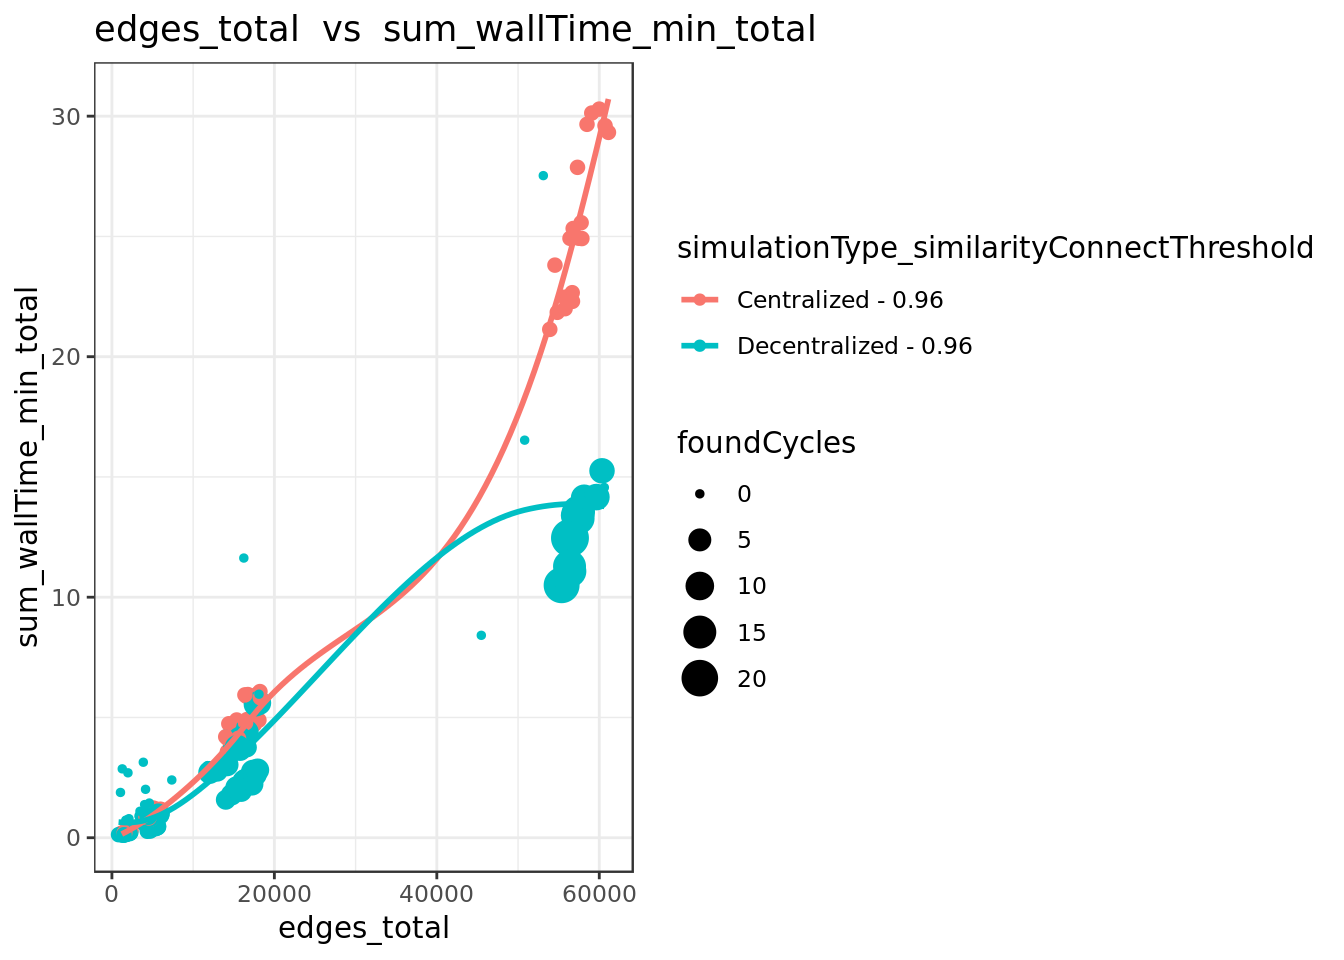 edges_total vs sum_wallTime_min_total
sum_wallTime_min_total
30
20
10
0
0
20000
40000
60000
edges_total
simulationType_similarityConnectThreshold
Centralized - 0.96
Decentralized - 0.96
foundCycles
0
5
10
15
20